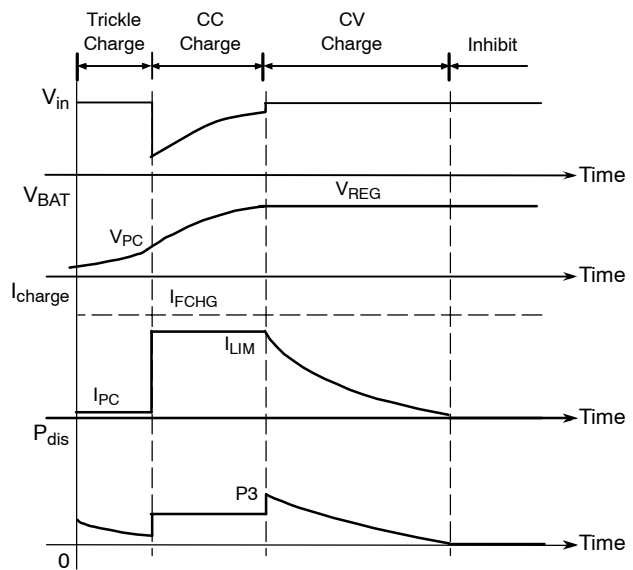 Trickle
Charge
CC
Charge
CV
Charge
Inhibit
Vin
Time
VBAT
VREG
VPC
Time
Icharge
IFCHG
ILIM
IPC
Time
Pdis
P3
Time
0